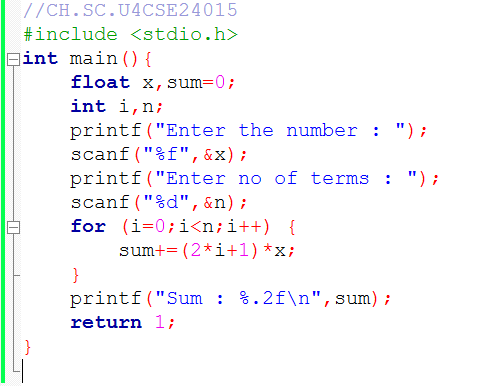 //CH.SC.U4CSE24015
#include <stdio.h>
int main(){
    float x,sum=0;
    int i,n;
    printf("Enter the number : ");
    scanf("%f",&x);
    printf("Enter no of terms : ");
    scanf("%d",&n);
    for (i=0;i<n;i++) {
        sum+=(2*i+1)*x;
    }
    printf("Sum : %.2f\n",sum);
    return 1;
}